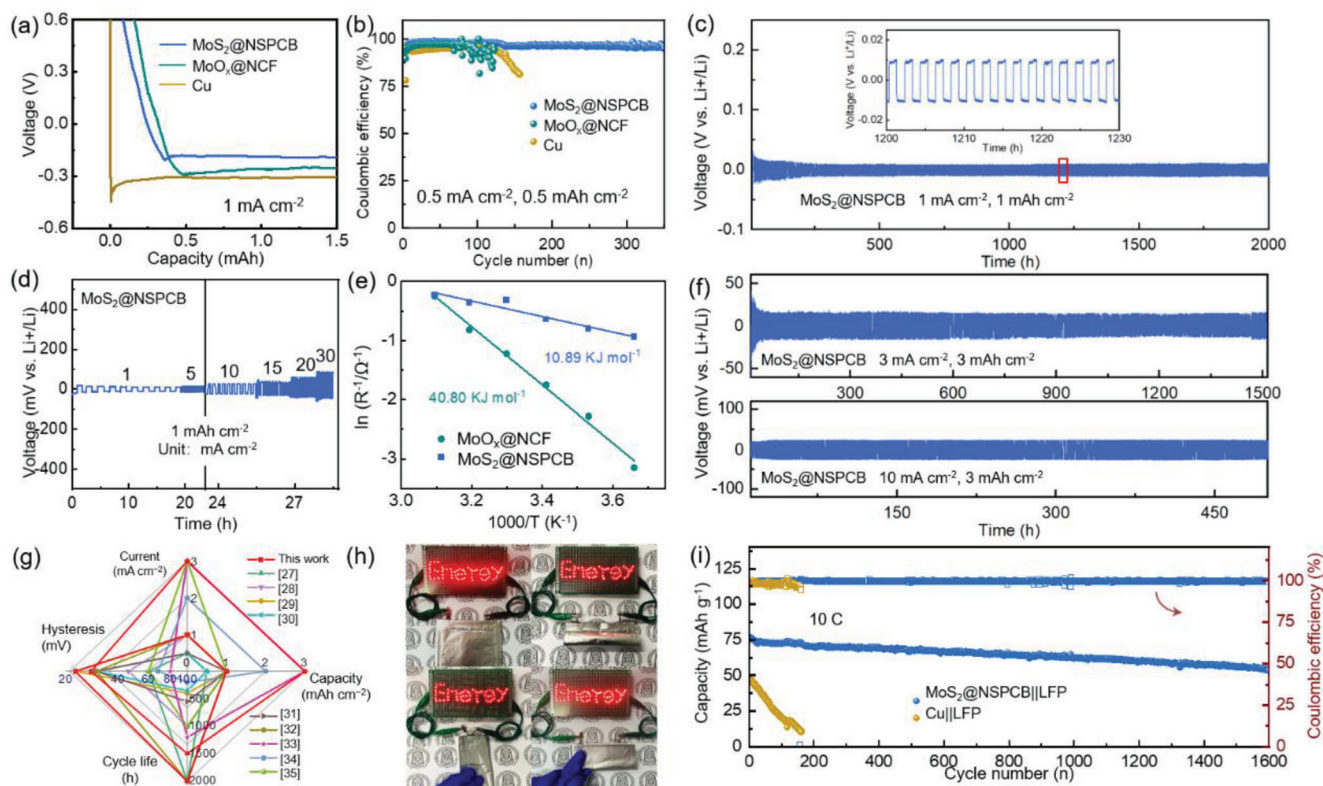 (a)
0.6
0.3
0.0
-0.3
-0.6
Voltage (V)
MoS₂@NSPCB
MoOₓ@NCF
Cu
1 mA cm⁻²
0.0 0.5 1.0 1.5
Capacity (mAh)
(b)
100
75
50
25
0
Coulombic efficiency (%)
MoS₂@NSPCB
MoOₓ@NCF
Cu
0.5 mA cm⁻², 0.5 mAh cm⁻²
0 100 200 300
Cycle number (n)
(c)
0.2
0.1
0.0
-0.1
Voltage (V vs. Li+/Li)
0.02
0.00
-0.02
Voltage (V vs. Li⁺/Li)
1200 1210 1220 1230
Time (h)
MoS₂@NSPCB 1 mA cm⁻², 1 mAh cm⁻²
500 1000 1500 2000
Time (h)
(d)
400
200
0
-200
-400
Voltage (mV vs. Li+/Li)
MoS₂@NSPCB
1 5 10 15 20 30
1 mAh cm⁻²
Unit: mA cm⁻²
0 10 20 24 27
Time (h)
(e)
0
-1
-2
-3
ln (R⁻¹/Ω⁻¹)
10.89 KJ mol⁻¹
40.80 KJ mol⁻¹
MoOₓ@NCF
MoS₂@NSPCB
3.0 3.2 3.4 3.6
1000/T (K⁻¹)
(f)
50
0
-50
Voltage (mV vs. Li+/Li)
MoS₂@NSPCB 3 mA cm⁻², 3 mAh cm⁻²
300 600 900 1200 1500
100
0
-100
MoS₂@NSPCB 10 mA cm⁻², 3 mAh cm⁻²
150 300 450
Time (h)
(g)
Current
(mA cm⁻²)
3
2
1
0
This work
[27]
[28]
[29]
[30]
Hysteresis
(mV)
20 40 60 80 100
1 2 3
Capacity
(mAh cm⁻²)
500
1000
1500
2000
Cycle life
(h)
[31]
[32]
[33]
[34]
[35]
(h)
Energy
Energy
Energy
Energy
(i)
125
100
75
50
25
0
Capacity (mAh g⁻¹)
10 C
MoS₂@NSPCB||LFP
Cu||LFP
100
50
0
Coulombic efficiency (%)
0 200 400 600 800 1000 1200 1400 1600
Cycle number (n)